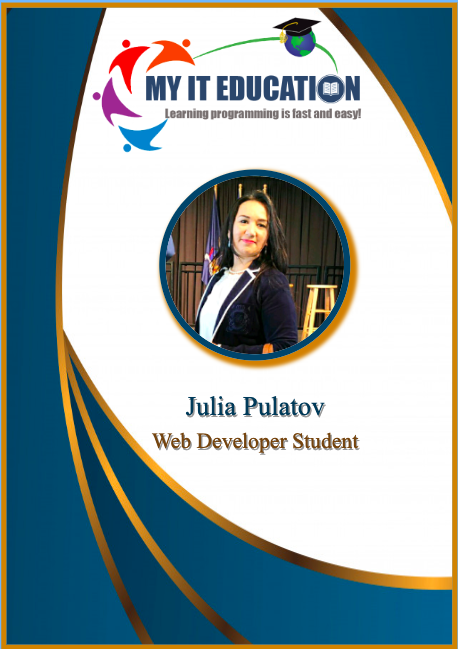 MY IT EDUCATION
Learning programming is fast and easy!
Julia Pulatov
Web Developer Student